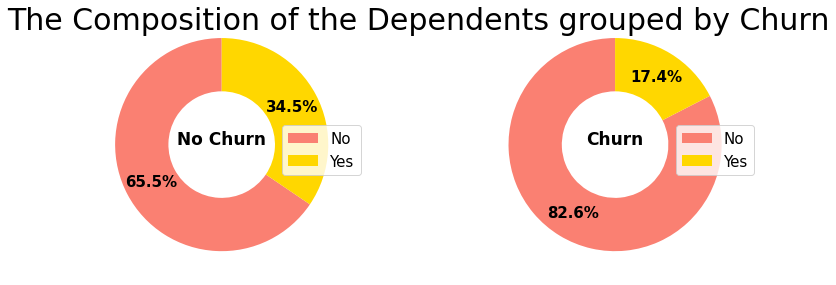 The Composition of the Dependents grouped by Churn
34.5%
No Churn
No
Yes
65.5%
17.4%
Churn
No
Yes
82.6%